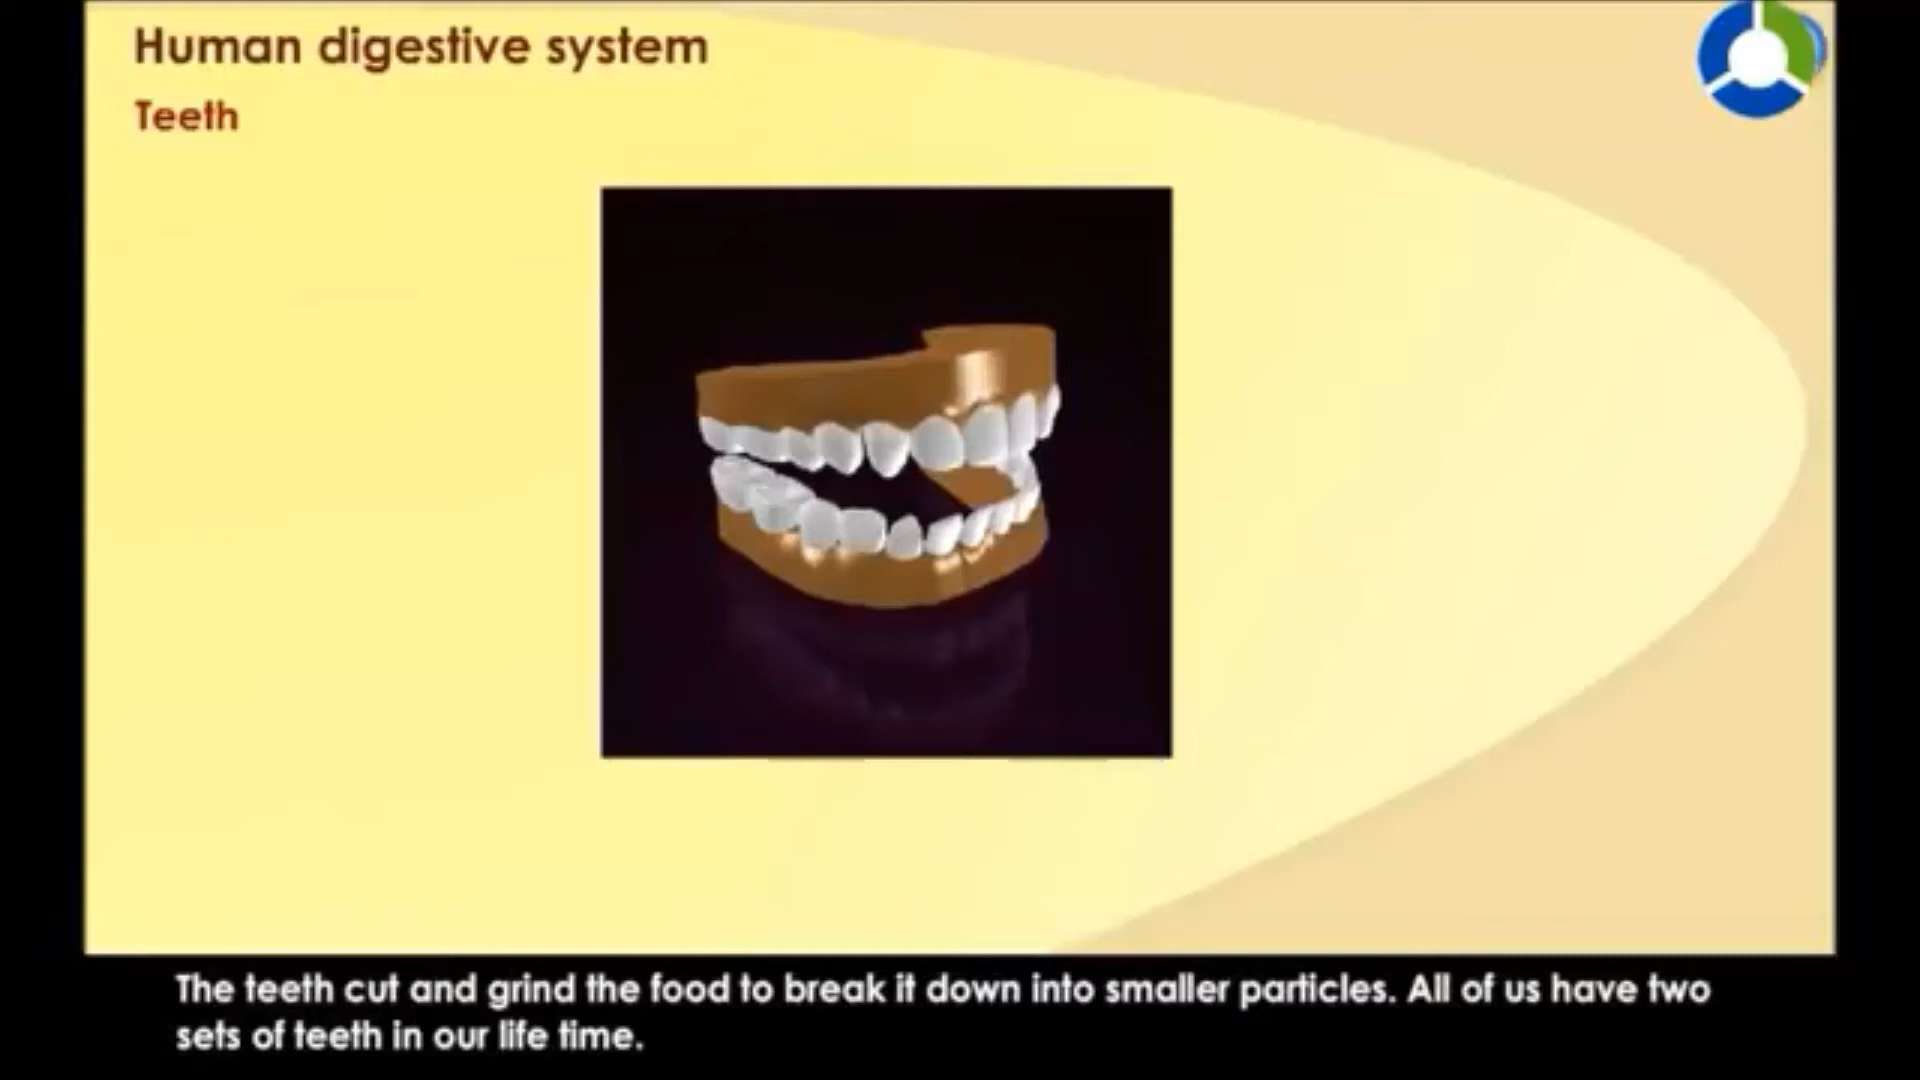 Human digestive system
Teeth
The teeth cut and grind the food to break it down into smaller particles. All of us have two
sets of teeth in our life time.